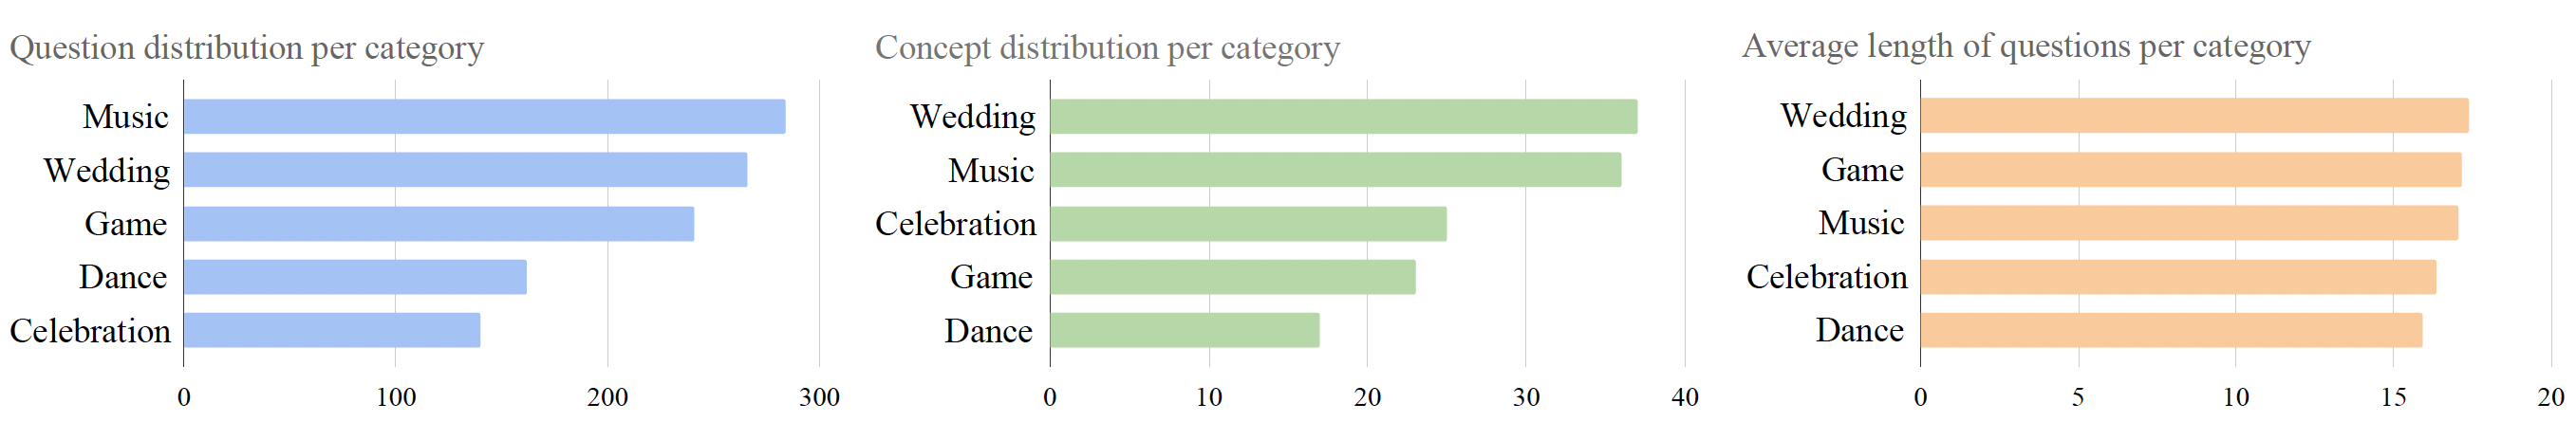 Question distribution per category
Music
Wedding
Game
Dance
Celebration
0 100 200 300
Concept distribution per category
Wedding
Music
Celebration
Game
Dance
0 10 20 30 40
Average length of questions per category
Wedding
Game
Music
Celebration
Dance
0 5 10 15 20